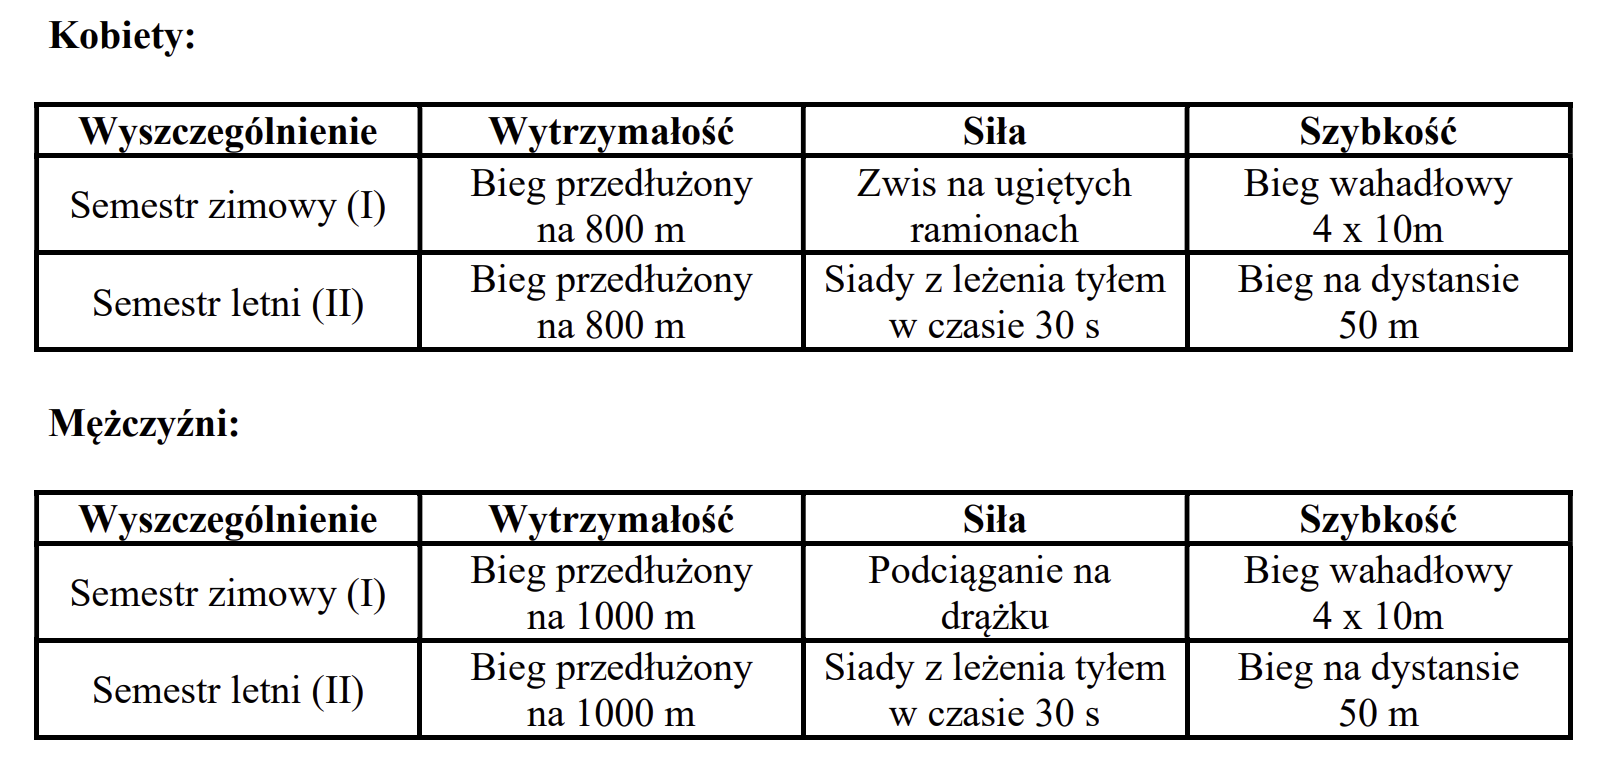 Kobiety:
Wyszczególnienie Wytrzymałość Siła Szybkość
Semestr zimowy (I) Bieg przedłużony na 800 m Zwis na ugiętych ramionach Bieg wahadłowy 4 x 10m
Semestr letni (II) Bieg przedłużony na 800 m Siady z leżenia tyłem w czasie 30 s Bieg na dystansie 50 m
Mężczyźni:
Wyszczególnienie Wytrzymałość Siła Szybkość
Semestr zimowy (I) Bieg przedłużony na 1000 m Podciąganie na drążku Bieg wahadłowy 4 x 10m
Semestr letni (II) Bieg przedłużony na 1000 m Siady z leżenia tyłem w czasie 30 s Bieg na dystansie 50 m